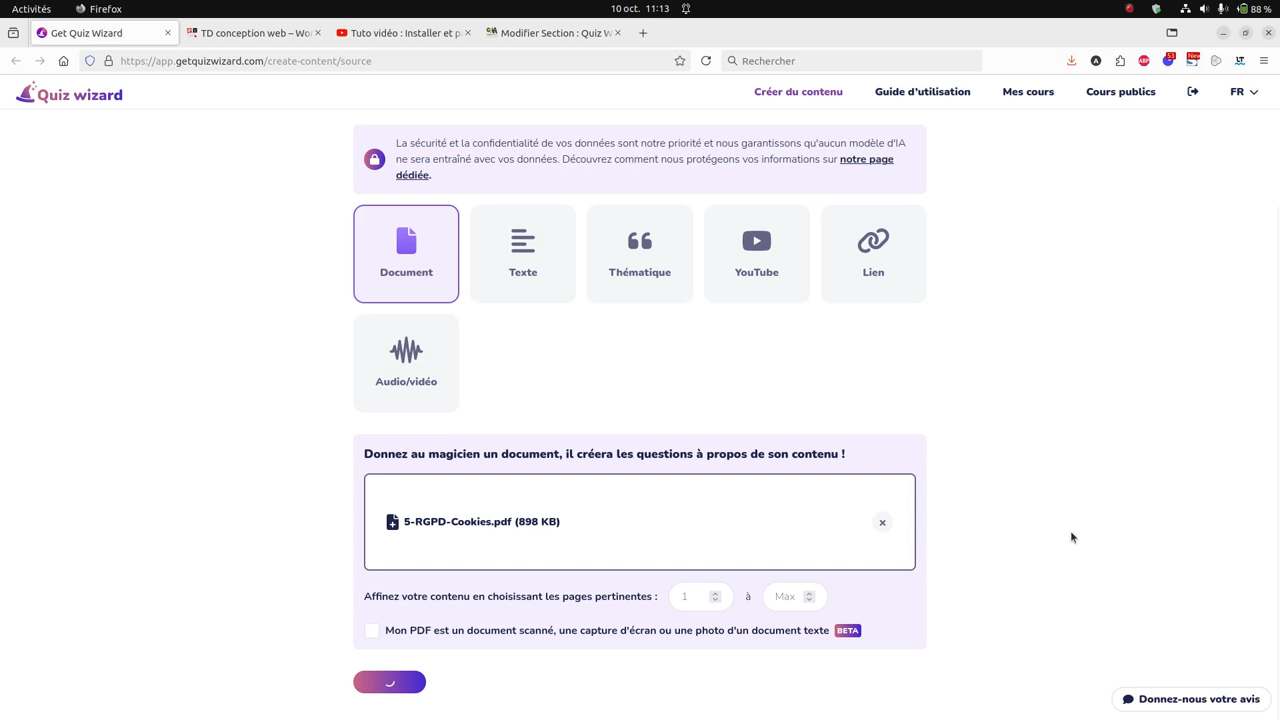 Activités
Firefox
10 oct. 11:13
88 %
Get Quiz Wizard
TD conception web – Wo
Tuto vidéo : Installer et p
Modifier Section : Quiz W
https://app.getquizwizard.com/create-content/source
Rechercher
ABP
53
New
LT
Quiz wizard
Créer du contenu
Guide d'utilisation
Mes cours
Cours publics
FR
La sécurité et la confidentialité de vos données sont notre priorité et nous garantissons qu'aucun modèle d'IA
ne sera entraîné avec vos données. Découvrez comment nous protégeons vos informations sur notre page
dédiée.
Document
Texte
Thématique
YouTube
Lien
Audio/vidéo
Donnez au magicien un document, il créera les questions à propos de son contenu !
5-RGPD-Cookies.pdf (898 KB)
Affinez votre contenu en choisissant les pages pertinentes : 1 à Max
Mon PDF est un document scanné, une capture d'écran ou une photo d'un document texte BETA
Donnez-nous votre avis